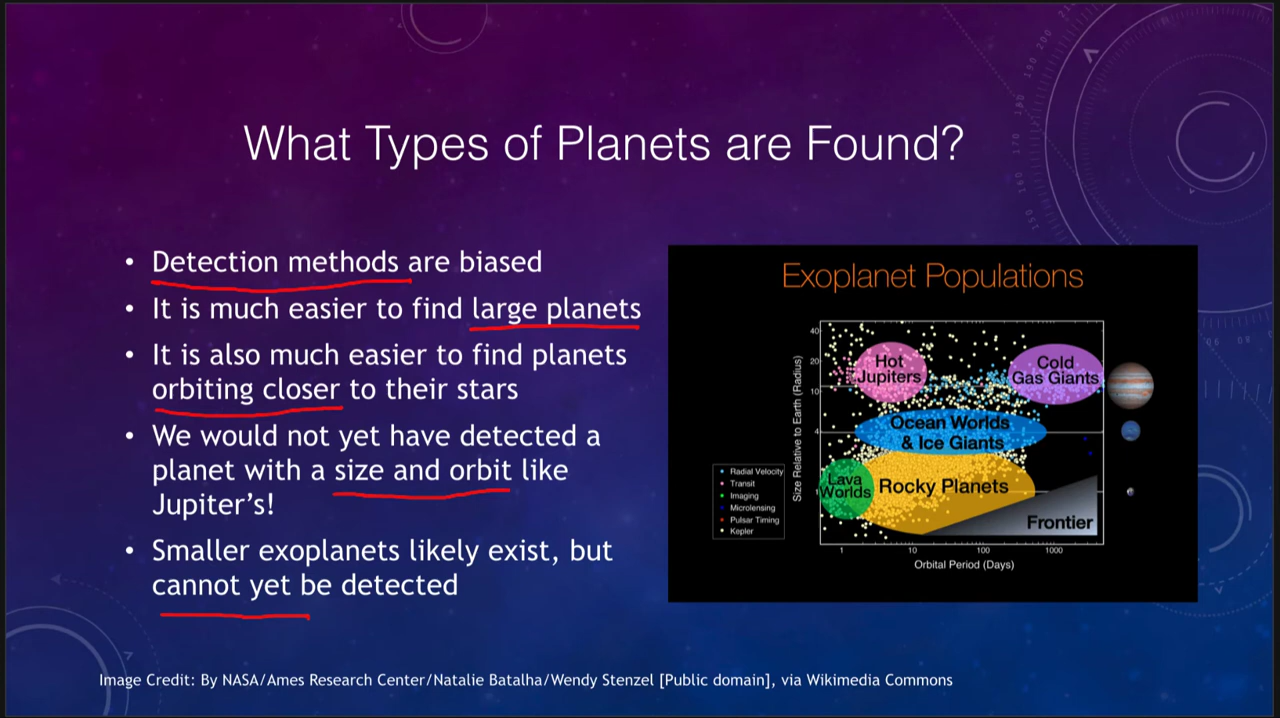 What Types of Planets are Found?
• Detection methods are biased
• It is much easier to find large planets
• It is also much easier to find planets
orbiting closer to their stars
• We would not yet have detected a
planet with a size and orbit like
Jupiter's!
• Smaller exoplanets likely exist, but
cannot yet be detected
Exoplanet Populations
Size Relative to Earth (Radius)
40
20
10
4
1
10
100
1000
Orbital Period (Days)
Hot
Jupiters
Cold
Gas Giants
Ocean Worlds
& Ice Giants
Lava
Worlds
Rocky Planets
Frontier
Radial Velocity
Transit
Imaging
Microlensing
Pulsar Timing
Kepler
Image Credit: By NASA/Ames Research Center/Natalie Batalha/Wendy Stenzel [Public domain], via Wikimedia Commons